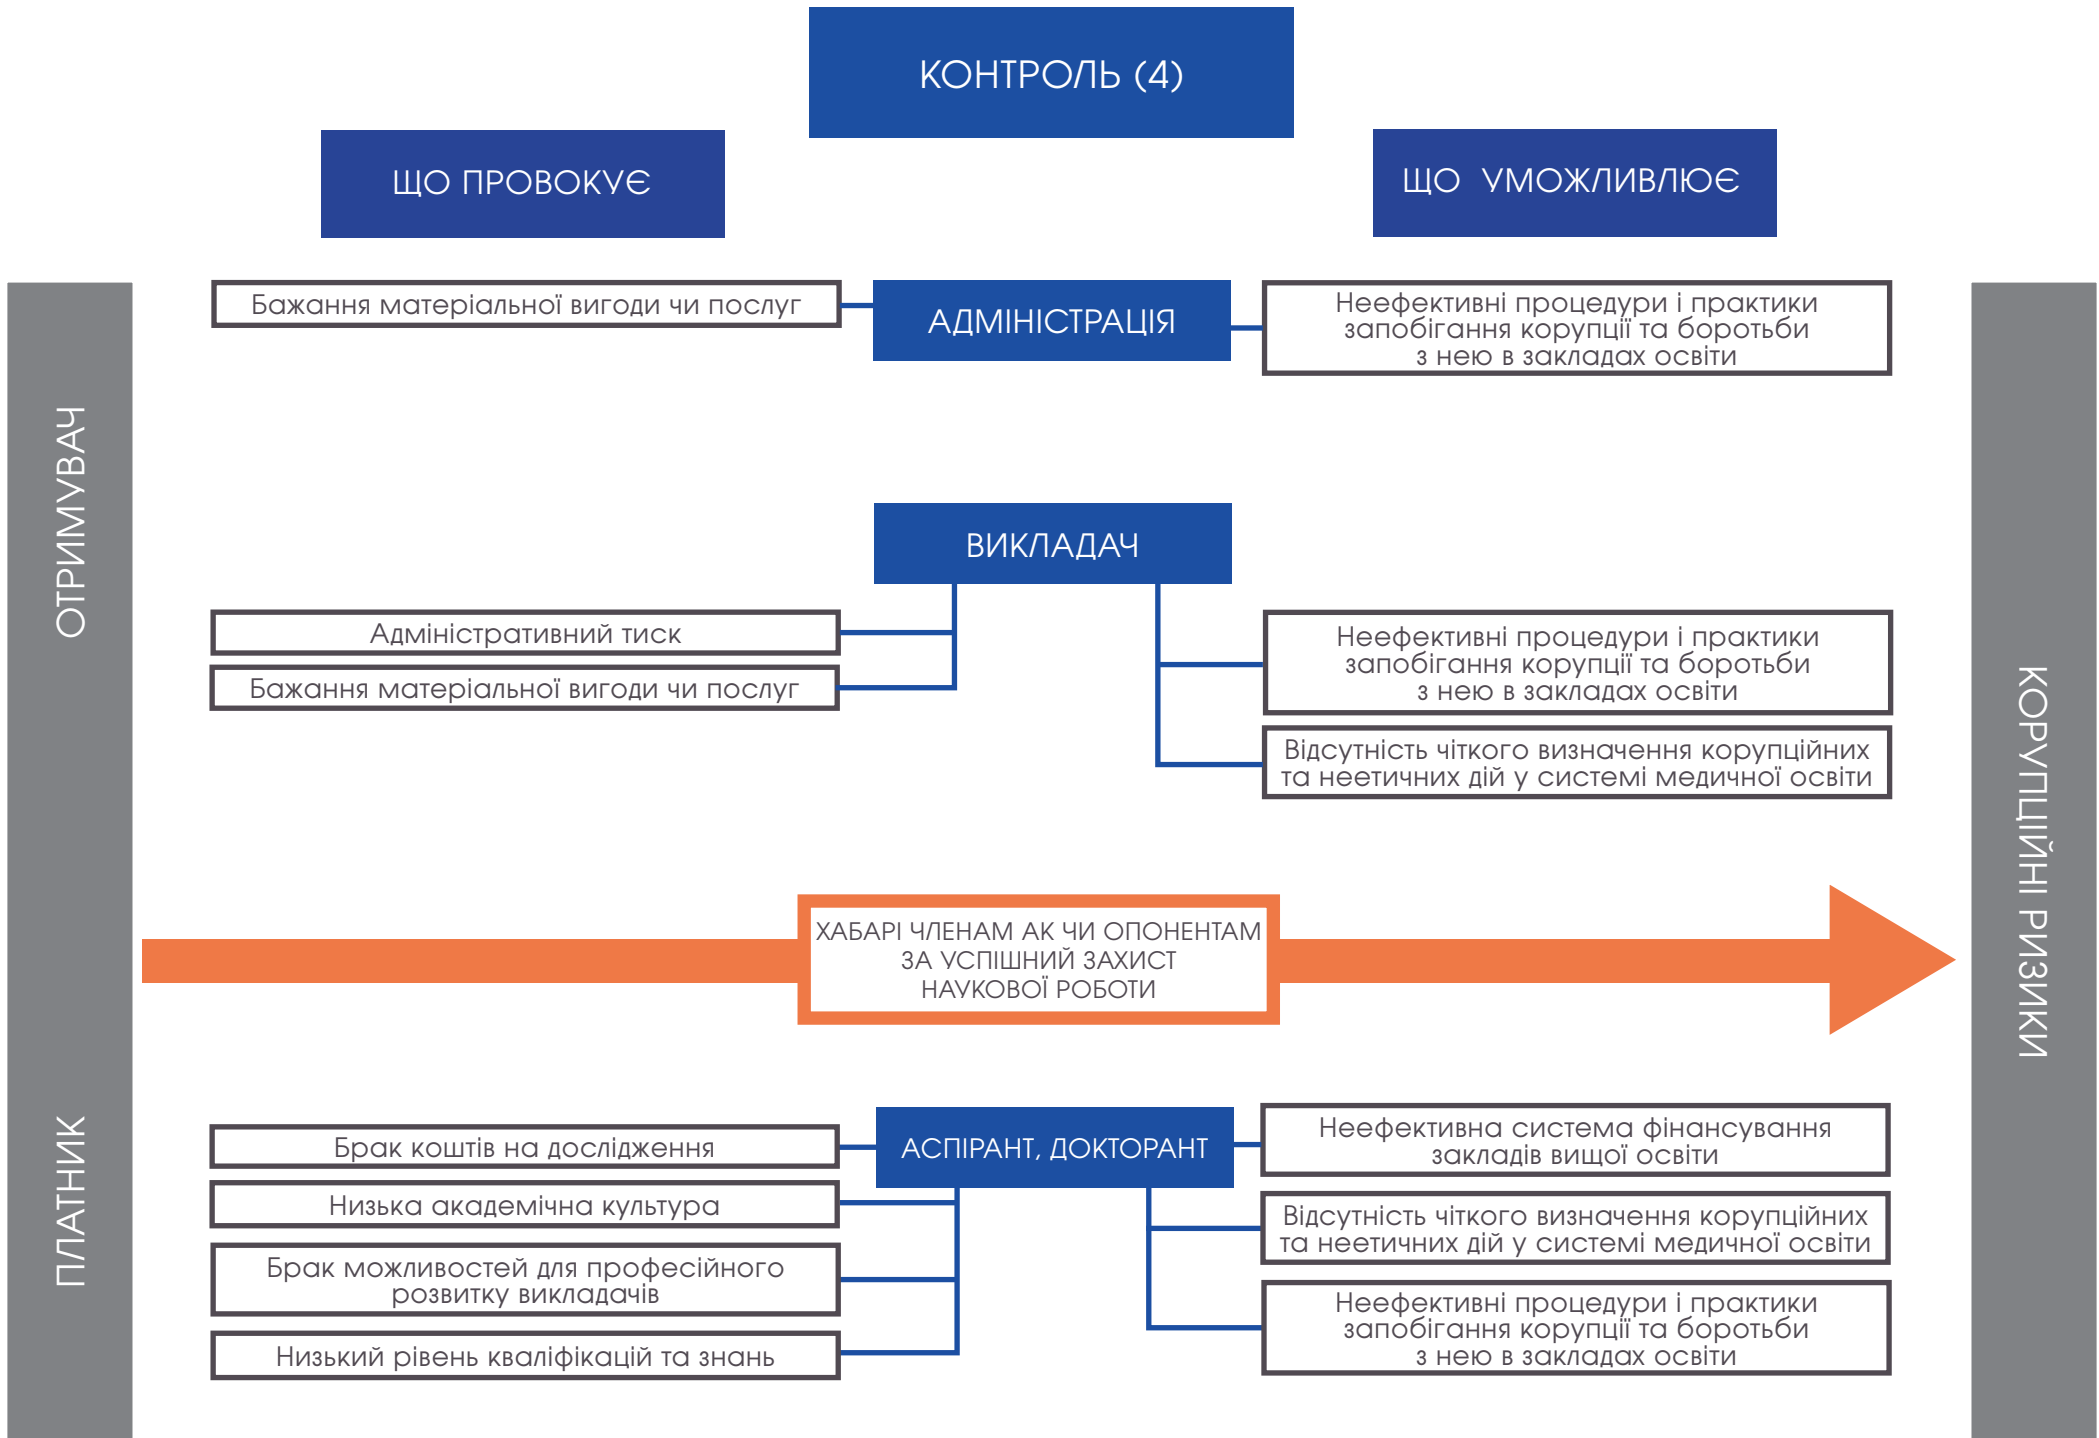 КОНТРОЛЬ (4)
ЩО ПРОВОКУЄ
ЩО УМОЖЛИВЛЮЄ
ОТРИМУВАЧ
Бажання матеріальної вигоди чи послуг
АДМІНІСТРАЦІЯ
Неефективні процедури і практики
запобігання корупції та боротьби
з нею в закладах освіти
ВИКЛАДАЧ
Адміністративний тиск
Бажання матеріальної вигоди чи послуг
Неефективні процедури і практики
запобігання корупції та боротьби
з нею в закладах освіти
Відсутність чіткого визначення корупційних
та неетичних дій у системі медичної освіти
КОРУПЦІЙНІ РИЗИКИ
ХАБАРІ ЧЛЕНАМ АК ЧИ ОПОНЕНТАМ
ЗА УСПІШНИЙ ЗАХИСТ
НАУКОВОЇ РОБОТИ
ПЛАТНИК
Брак коштів на дослідження
Низька академічна культура
Брак можливостей для професійного
розвитку викладачів
Низький рівень кваліфікацій та знань
АСПІРАНТ, ДОКТОРАНТ
Неефективна система фінансування
закладів вищої освіти
Відсутність чіткого визначення корупційних
та неетичних дій у системі медичної освіти
Неефективні процедури і практики
запобігання корупції та боротьби
з нею в закладах освіти